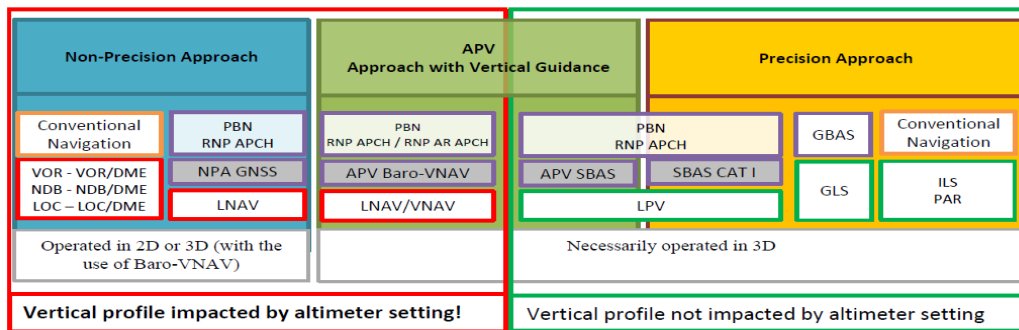 Non-Precision Approach
APV
Approach with Vertical Guidance
Precision Approach
Conventional
Navigation
PBN
RNP APCH
PBN
RNP APCH / RNP AR APCH
PBN
RNP APCH
GBAS
Conventional
Navigation
VOR - VOR/DME
NDB - NDB/DME
LOC – LOC/DME
NPA GNSS
LNAV
APV Baro-VNAV
LNAV/VNAV
APV SBAS
SBAS CAT I
LPV
GLS
ILS
PAR
Operated in 2D or 3D (with the
use of Baro-VNAV)
Necessarily operated in 3D
Vertical profile impacted by altimeter setting!
Vertical profile not impacted by altimeter setting